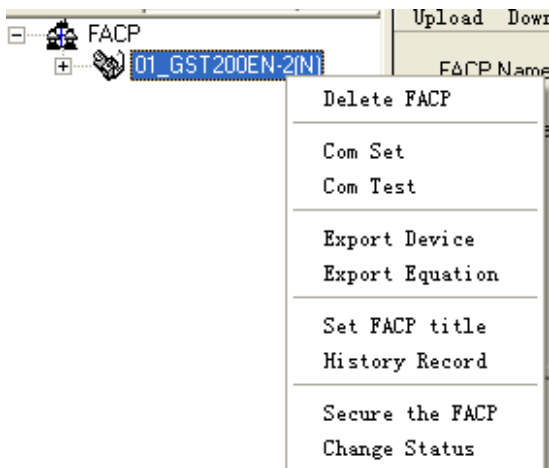 Upload Down
FACP
01_GST200EN-2(N)
FACP Name
Delete FACP
Com Set
Com Test
Export Device
Export Equation
Set FACP title
History Record
Secure the FACP
Change Status